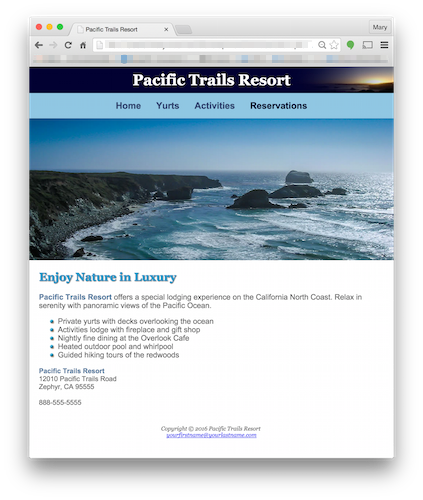 Pacific Trails Resort
Mary
Pacific Trails Resort
Home Yurts Activities Reservations
Enjoy Nature in Luxury
Pacific Trails Resort offers a special lodging experience on the California North Coast. Relax in
serenity with panoramic views of the Pacific Ocean.
Private yurts with decks overlooking the ocean
Activities lodge with fireplace and gift shop
Nightly fine dining at the Overlook Cafe
Heated outdoor pool and whirlpool
Guided hiking tours of the redwoods
Pacific Trails Resort
12010 Pacific Trails Road
Zephyr, CA 95555
888-555-5555
Copyright © 2016 Pacific Trails Resort
yourfirstname@yourlastname.com